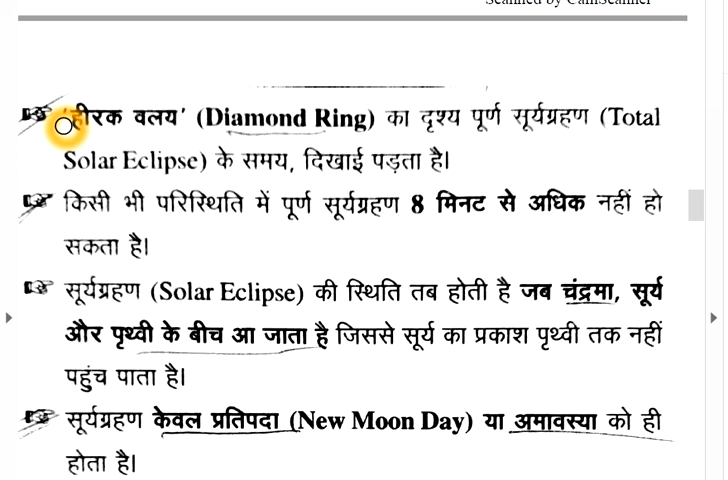 Scanned by CamScanner
'हीरक वलय' (Diamond Ring) का दृश्य पूर्ण सूर्यग्रहण (Total
Solar Eclipse) के समय, दिखाई पड़ता है।
किसी भी परिस्थिति में पूर्ण सूर्यग्रहण 8 मिनट से अधिक नहीं हो
सकता है।
सूर्यग्रहण (Solar Eclipse) की स्थिति तब होती है जब चंद्रमा, सूर्य
और पृथ्वी के बीच आ जाता है जिससे सूर्य का प्रकाश पृथ्वी तक नहीं
पहुंच पाता है।
सूर्यग्रहण केवल प्रतिपदा (New Moon Day) या अमावस्या को ही
होता है।